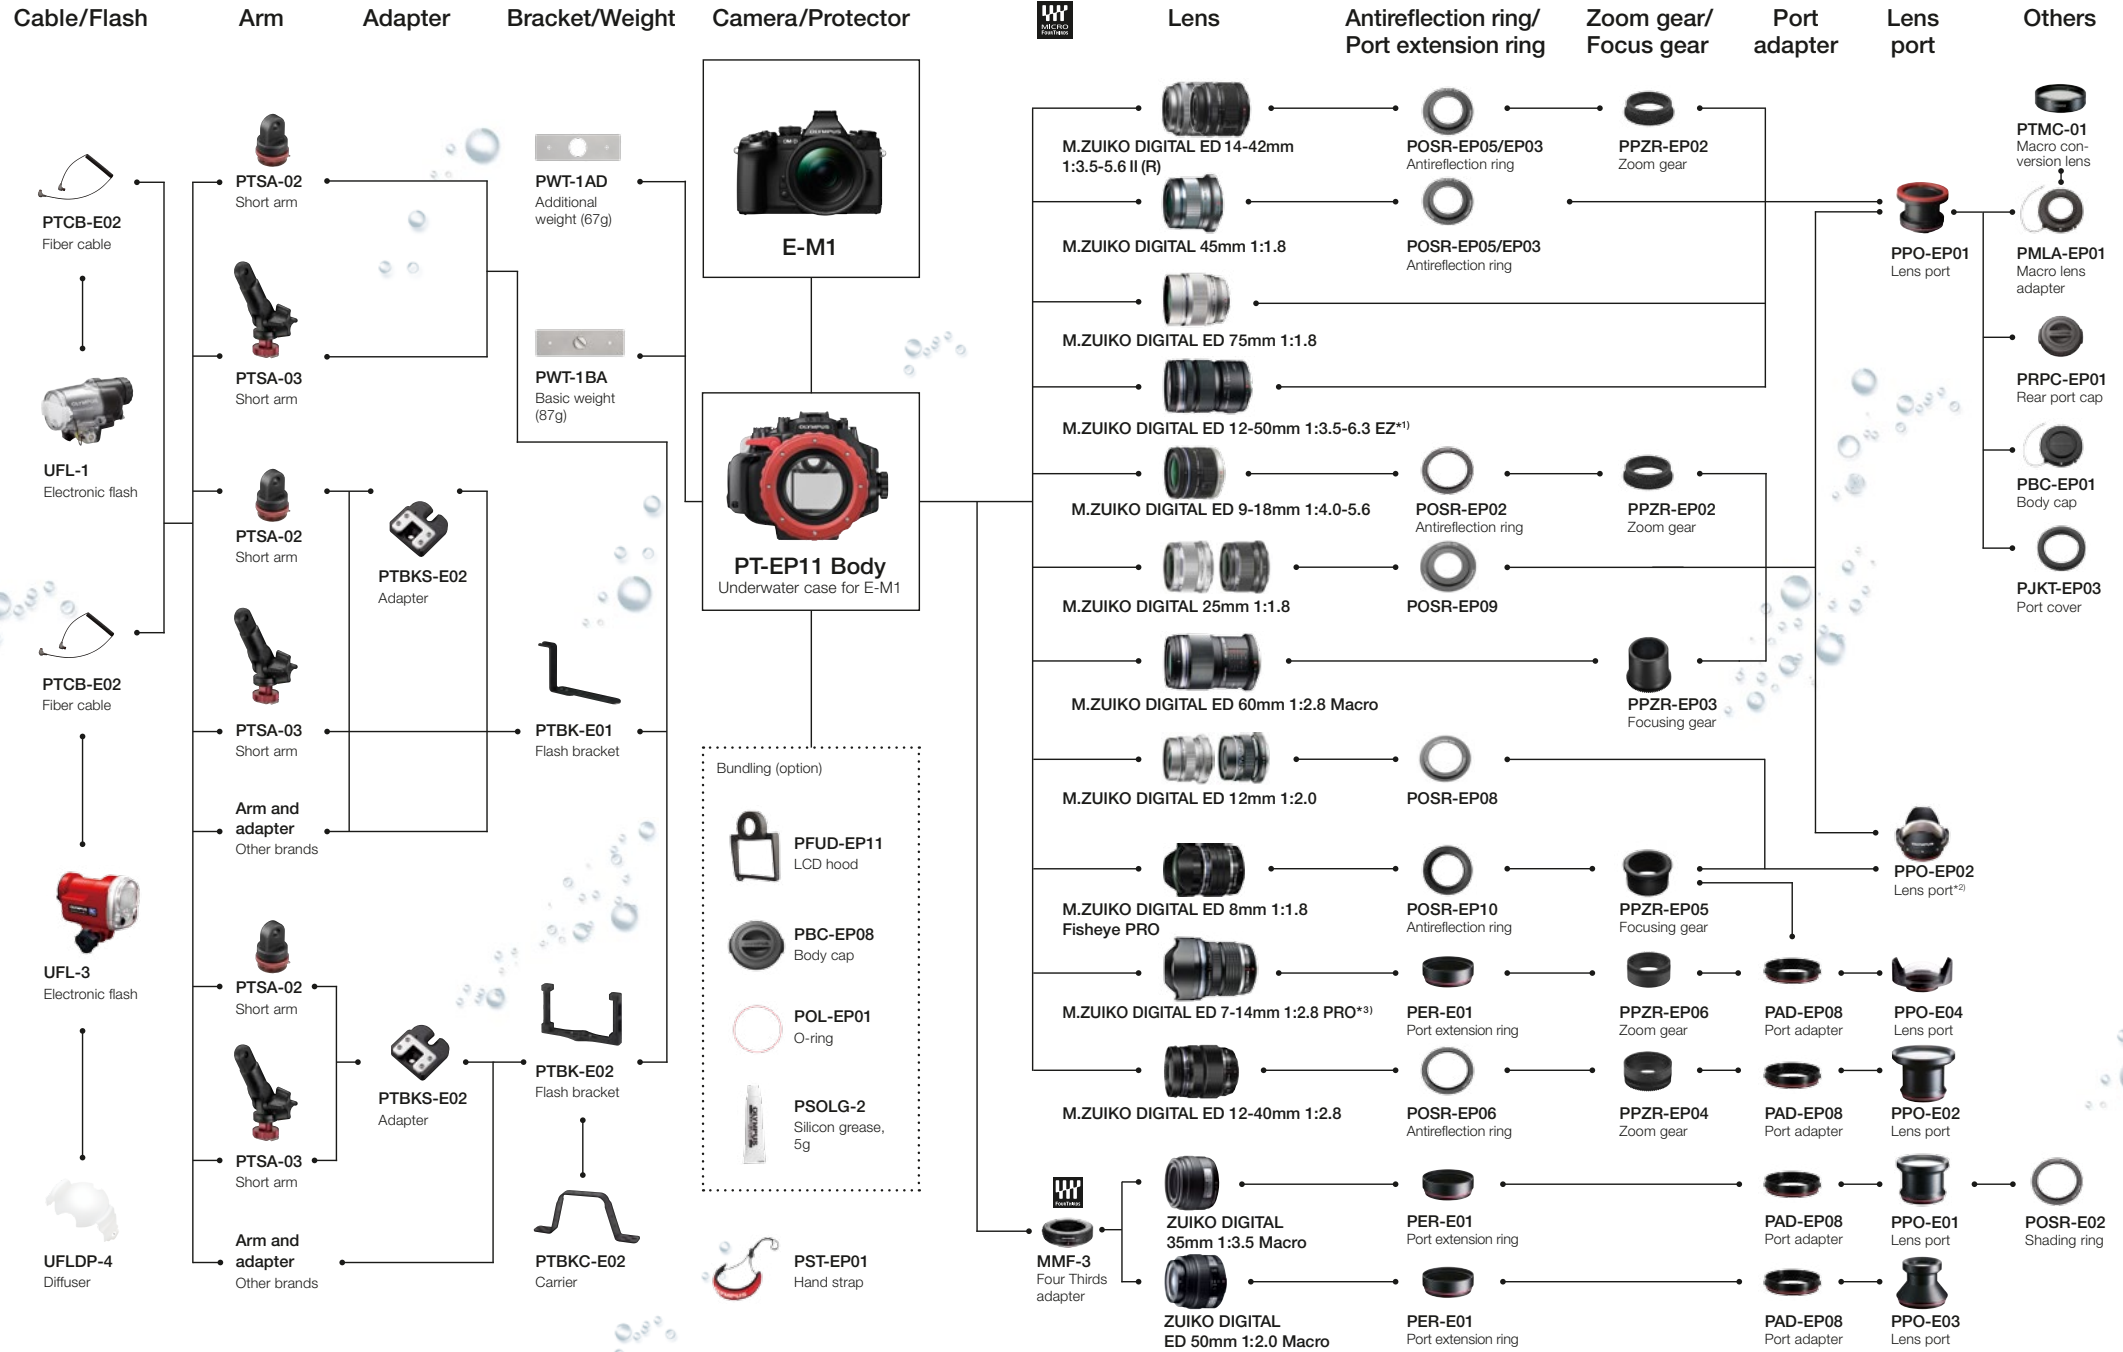 Cable/Flash
Arm
Adapter
Bracket/Weight
Camera/Protector
MICRO
FOURTHIRDS
Lens
Antireflection ring/
Port extension ring
Zoom gear/
Focus gear
Port
adapter
Lens
port
Others
PTCB-E02
Fiber cable
UFL-1
Electronic flash
PTCB-E02
Fiber cable
UFL-3
Electronic flash
UFLDP-4
Diffuser
PTSA-02
Short arm
PTSA-03
Short arm
PTSA-02
Short arm
PTSA-03
Short arm
Arm and
adapter
Other brands
PTSA-02
Short arm
PTSA-03
Short arm
Arm and
adapter
Other brands
PTBKS-E02
Adapter
PTBKS-E02
Adapter
PWT-1AD
Additional
weight (67g)
PWT-1BA
Basic weight
(87g)
PTBK-E01
Flash bracket
PTBK-E02
Flash bracket
PTBKC-E02
Carrier
OLYMPUS
E-M1
PT-EP11 Body
Underwater case for E-M1
Bundling (option)
PFUD-EP11
LCD hood
PBC-EP08
Body cap
POL-EP01
O-ring
PSOLG-2
Silicon grease,
5g
PST-EP01
Hand strap
M.ZUIKO DIGITAL ED 14-42mm
1:3.5-5.6 II (R)
POSR-EP05/EP03
Antireflection ring
PPZR-EP02
Zoom gear
M.ZUIKO DIGITAL 45mm 1:1.8
POSR-EP05/EP03
Antireflection ring
M.ZUIKO DIGITAL ED 75mm 1:1.8
M.ZUIKO DIGITAL ED 12-50mm 1:3.5-6.3 EZ*1)
M.ZUIKO DIGITAL ED 9-18mm 1:4.0-5.6
POSR-EP02
Antireflection ring
PPZR-EP02
Zoom gear
M.ZUIKO DIGITAL 25mm 1:1.8
POSR-EP09
M.ZUIKO DIGITAL ED 60mm 1:2.8 Macro
PPZR-EP03
Focusing gear
M.ZUIKO DIGITAL ED 12mm 1:2.0
POSR-EP08
M.ZUIKO DIGITAL ED 8mm 1:1.8
Fisheye PRO
POSR-EP10
Antireflection ring
PPZR-EP05
Focusing gear
M.ZUIKO DIGITAL ED 7-14mm 1:2.8 PRO*3)
PER-E01
Port extension ring
PPZR-EP06
Zoom gear
PAD-EP08
Port adapter
PPO-E04
Lens port
M.ZUIKO DIGITAL ED 12-40mm 1:2.8
POSR-EP06
Antireflection ring
PPZR-EP04
Zoom gear
PAD-EP08
Port adapter
PPO-E02
Lens port
FOURTHIRDS
MMF-3
Four Thirds
adapter
ZUIKO DIGITAL
35mm 1:3.5 Macro
PER-E01
Port extension ring
PAD-EP08
Port adapter
PPO-E01
Lens port
POSR-E02
Shading ring
ZUIKO DIGITAL
ED 50mm 1:2.0 Macro
PER-E01
Port extension ring
PAD-EP08
Port adapter
PPO-E03
Lens port
PPO-EP01
Lens port
PPO-EP02
Lens port*2)
PTMC-01
Macro con-
version lens
PMLA-EP01
Macro lens
adapter
PRPC-EP01
Rear port cap
PBC-EP01
Body cap
PJKT-EP03
Port cover